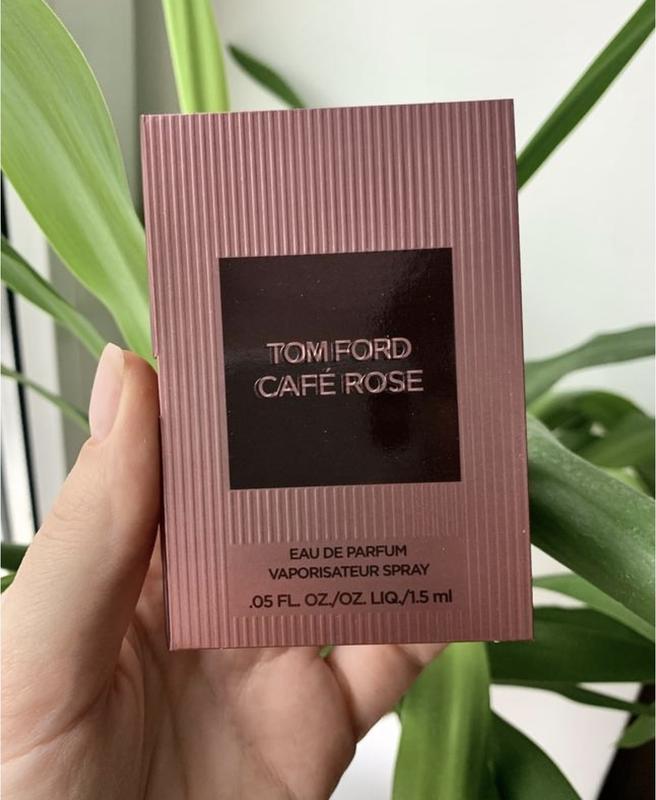 TOM FORD
CAFÉ ROSE
EAU DE PARFUM
VAPORISATEUR SPRAY
.05 FL. OZ./OZ. LIQ./1.5 ml